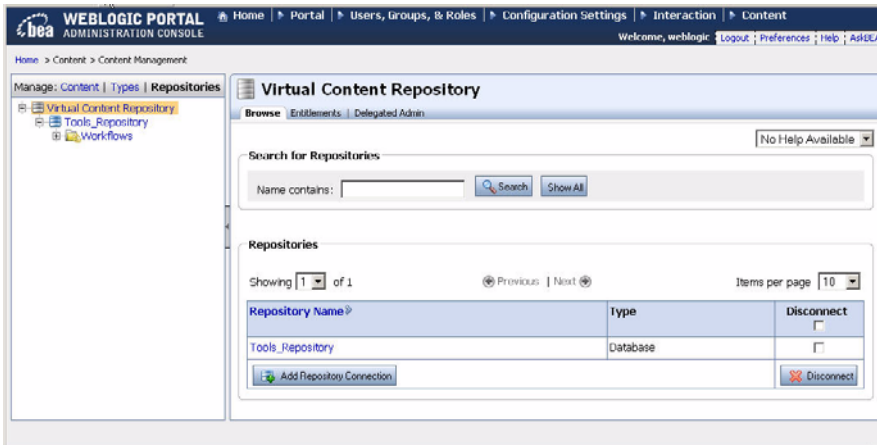 bea WEBLOGIC PORTAL
ADMINISTRATION CONSOLE
Home | Portal | Users, Groups, & Roles | Configuration Settings | Interaction | Content
Welcome, weblogic Logout | Preferences | Help | AskBEA
Home > Content > Content Management
Manage: Content | Types | Repositories
Virtual Content Repository
Tools_Repository
Workflows
Virtual Content Repository
Browse Entitlements | Delegated Admin
No Help Available
Search for Repositories
Name contains: Search Show All
Repositories
Showing 1 of 1 Previous | Next Items per page 10
Repository Name Type Disconnect
Tools_Repository Database
Add Repository Connection Disconnect